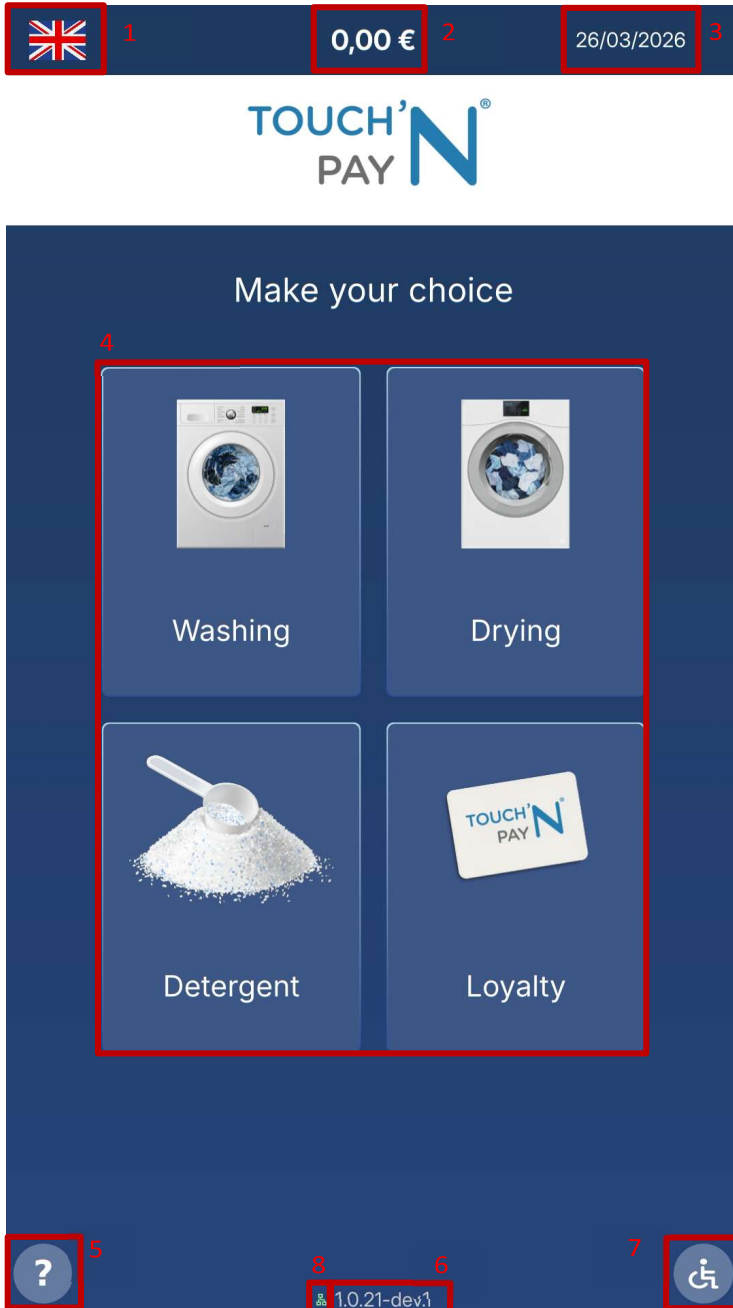 1
0,00 €
2
26/03/2026
3
TOUCH'N®
PAY
Make your choice
4
Washing
Drying
TOUCH'N®
PAY
Detergent
Loyalty
5
?
8
6
1.0.21-dev.1
7